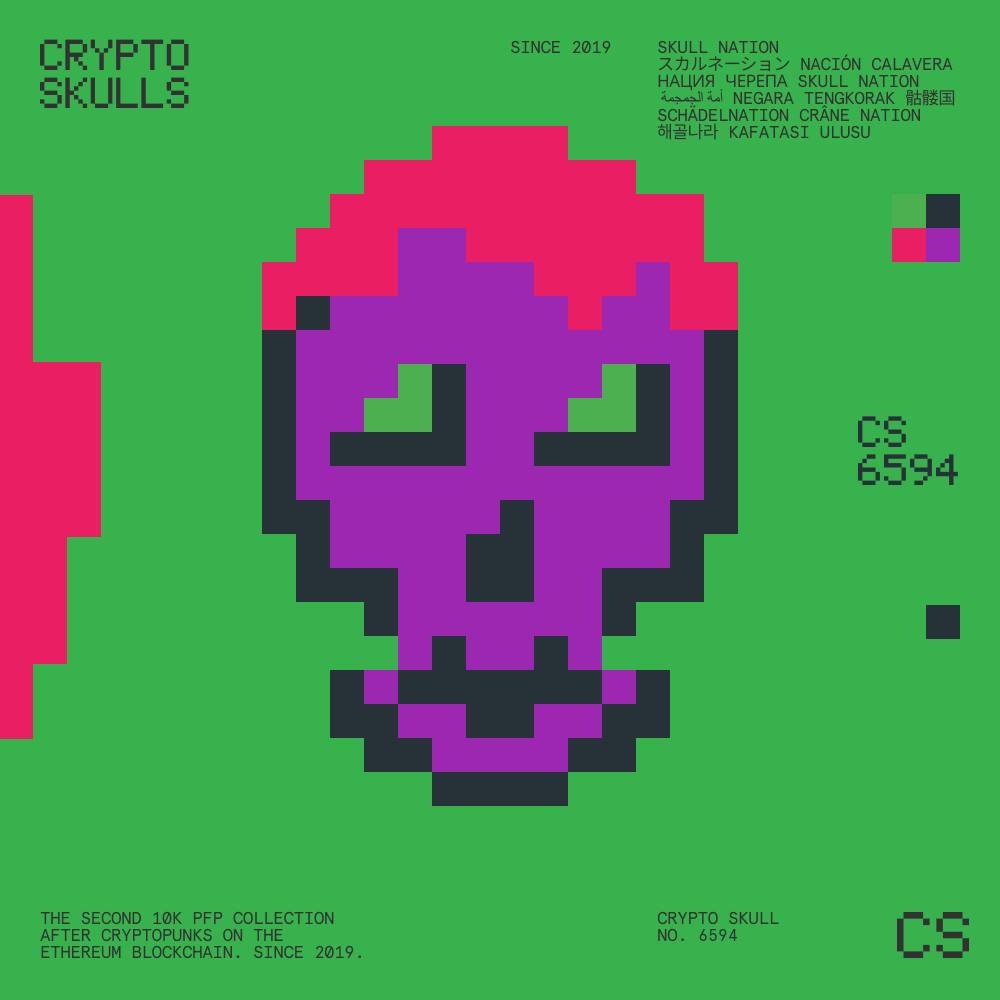 CRYPTO
SKULLS
SINCE 2019
SKULL NATION
スカルネーション NACIÓN CALAVERA
НАЦИЯ ЧЕРЕПА SKULL NATION
أمة الجمجمة NEGARA TENGKORAK 骷髅国
SCHÄDELNATION CRÂNE NATION
해골나라 KAFATASI ULUSU
CS
6594
THE SECOND 10K PFP COLLECTION
AFTER CRYPTOPUNKS ON THE
ETHEREUM BLOCKCHAIN. SINCE 2019.
CRYPTO SKULL
NO. 6594
CS